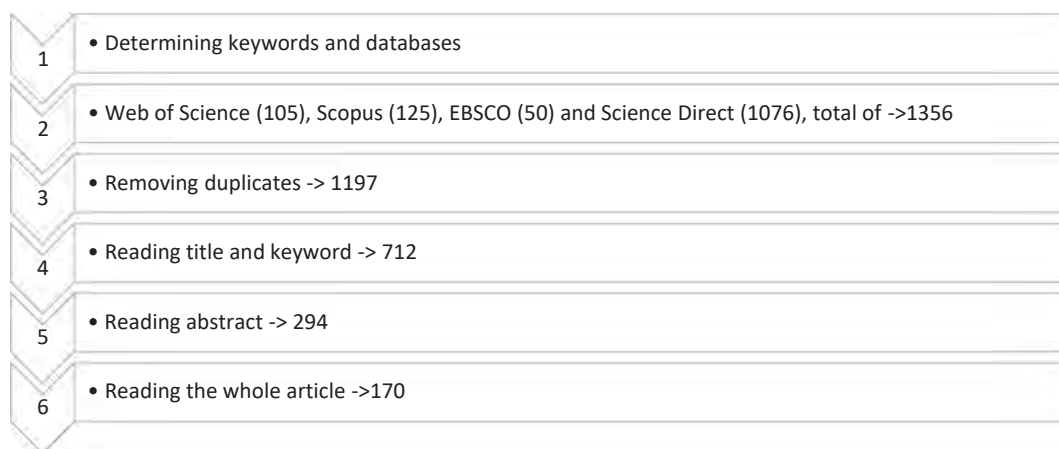 1
• Determining keywords and databases
2
• Web of Science (105), Scopus (125), EBSCO (50) and Science Direct (1076), total of ->1356
3
• Removing duplicates -> 1197
4
• Reading title and keyword -> 712
5
• Reading abstract -> 294
6
• Reading the whole article ->170